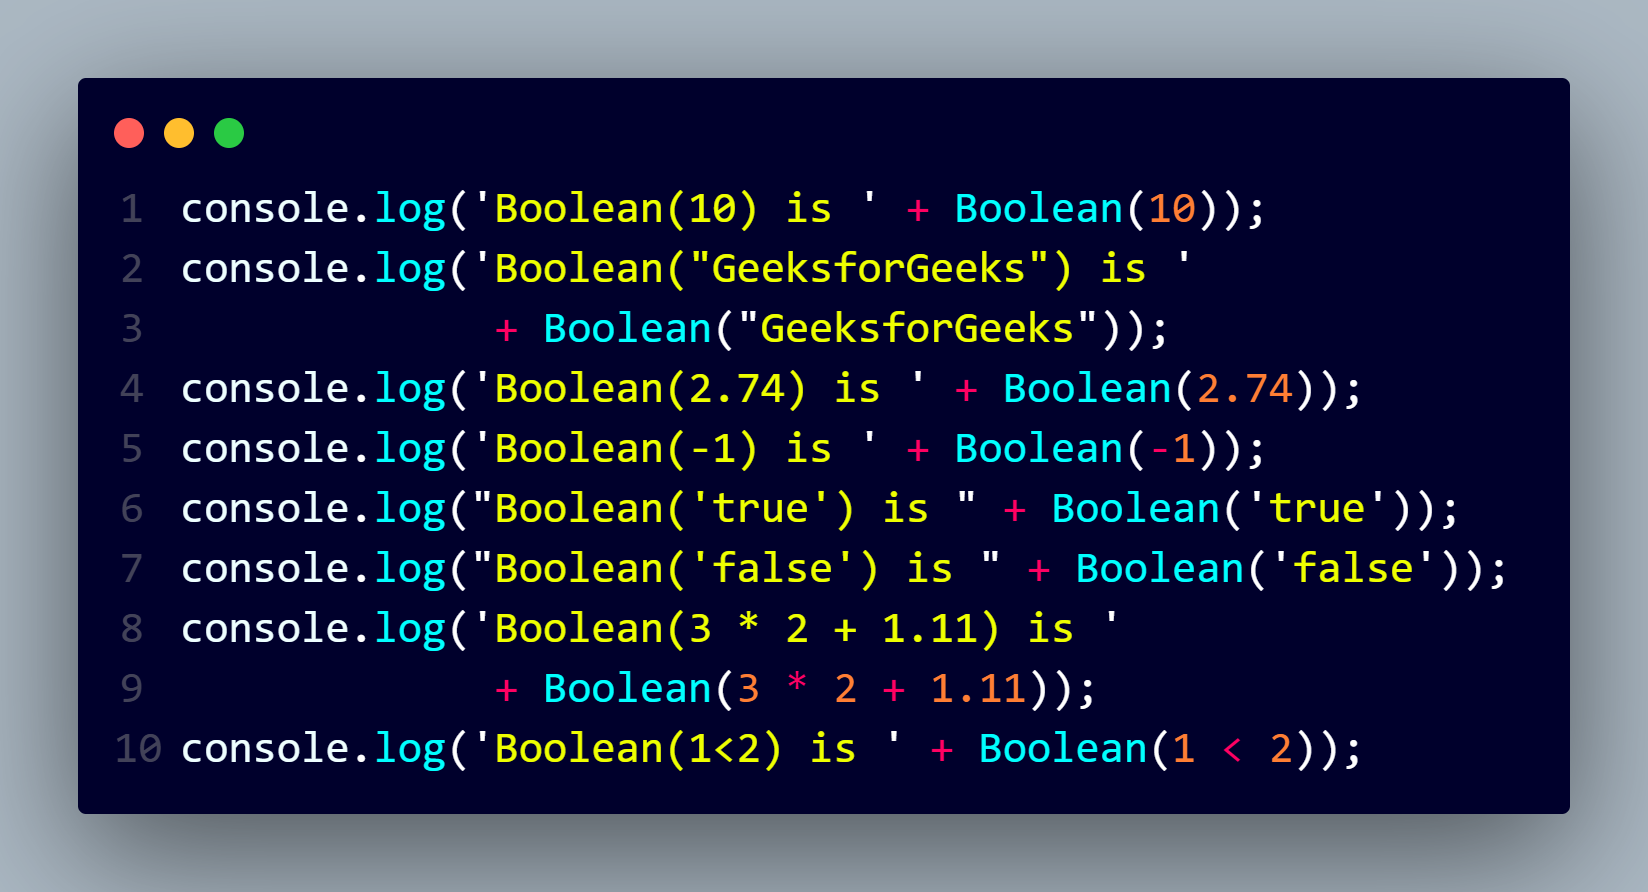 1 console.log('Boolean(10) is ' + Boolean(10));
2 console.log('Boolean("GeeksforGeeks") is '
3              + Boolean("GeeksforGeeks"));
4 console.log('Boolean(2.74) is ' + Boolean(2.74));
5 console.log('Boolean(-1) is ' + Boolean(-1));
6 console.log("Boolean('true') is " + Boolean('true'));
7 console.log("Boolean('false') is " + Boolean('false'));
8 console.log('Boolean(3 * 2 + 1.11) is '
9              + Boolean(3 * 2 + 1.11));
10 console.log('Boolean(1<2) is ' + Boolean(1 < 2));